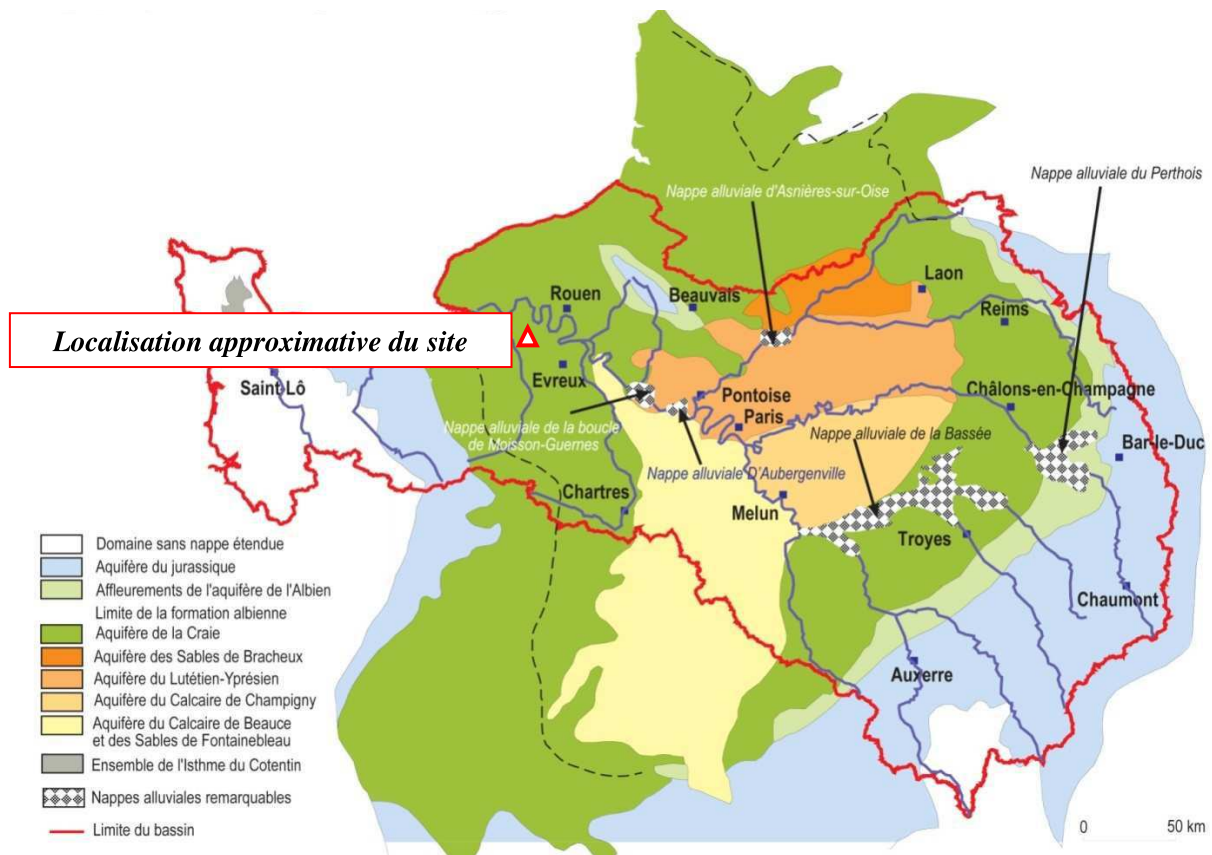 Nappe alluviale du Perthois
Nappe alluviale d'Asnières-sur-Oise
Laon
Rouen
Beauvais
Reims
Localisation approximative du site
Saint Lô
Evreux
Châlons-en-Champagne
Pontoise
Paris
Nappe alluviale de la boucle
de Moisson-Guernes
Nappe alluviale de la Bassée
Bar-le-Duc
Nappe alluviale D'Aubergenville
Chartres
Melun
Troyes
Chaumont
Auxerre
Domaine sans nappe étendue
Aquifère du jurassique
Affleurements de l'aquifère de l'Albien
Limite de la formation albienne
Aquifère de la Craie
Aquifère des Sables de Bracheux
Aquifère du Lutétien-Yprésien
Aquifère du Calcaire de Champigny
Aquifère du Calcaire de Beauce
et des Sables de Fontainebleau
Ensemble de l'Isthme du Cotentin
Nappes alluviales remarquables
Limite du bassin
0 50 km